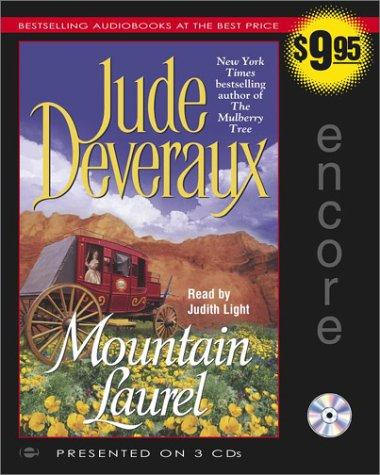 BESTSELLING AUDIOBOOKS AT THE BEST PRICE
$9.95
Jude
Deveraux
New York
Times
bestselling
author of
The
Mulberry
Tree
encore
Read by
Judith Light
Mountain
Laurel
PRESENTED ON 3 CDs